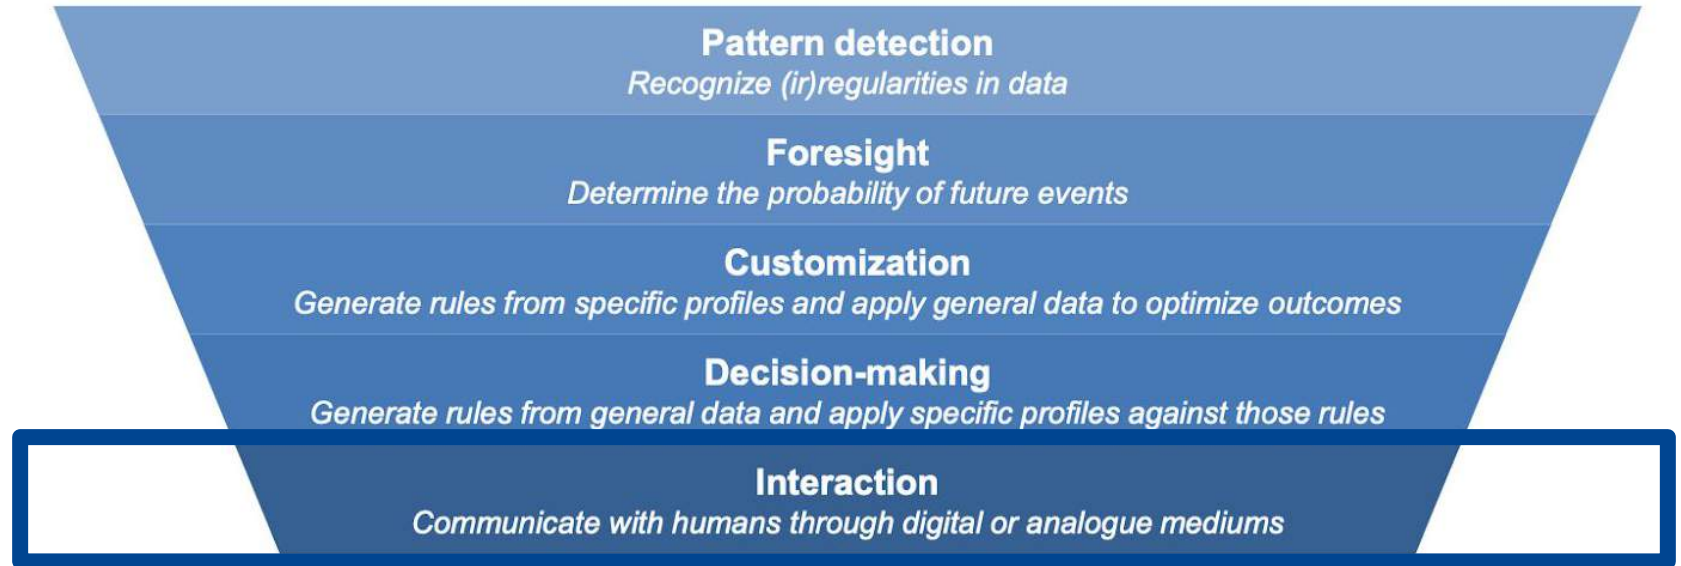 Pattern detection
Recognize (ir)regularities in data
Foresight
Determine the probability of future events
Customization
Generate rules from specific profiles and apply general data to optimize outcomes
Decision-making
Generate rules from general data and apply specific profiles against those rules
Interaction
Communicate with humans through digital or analogue mediums